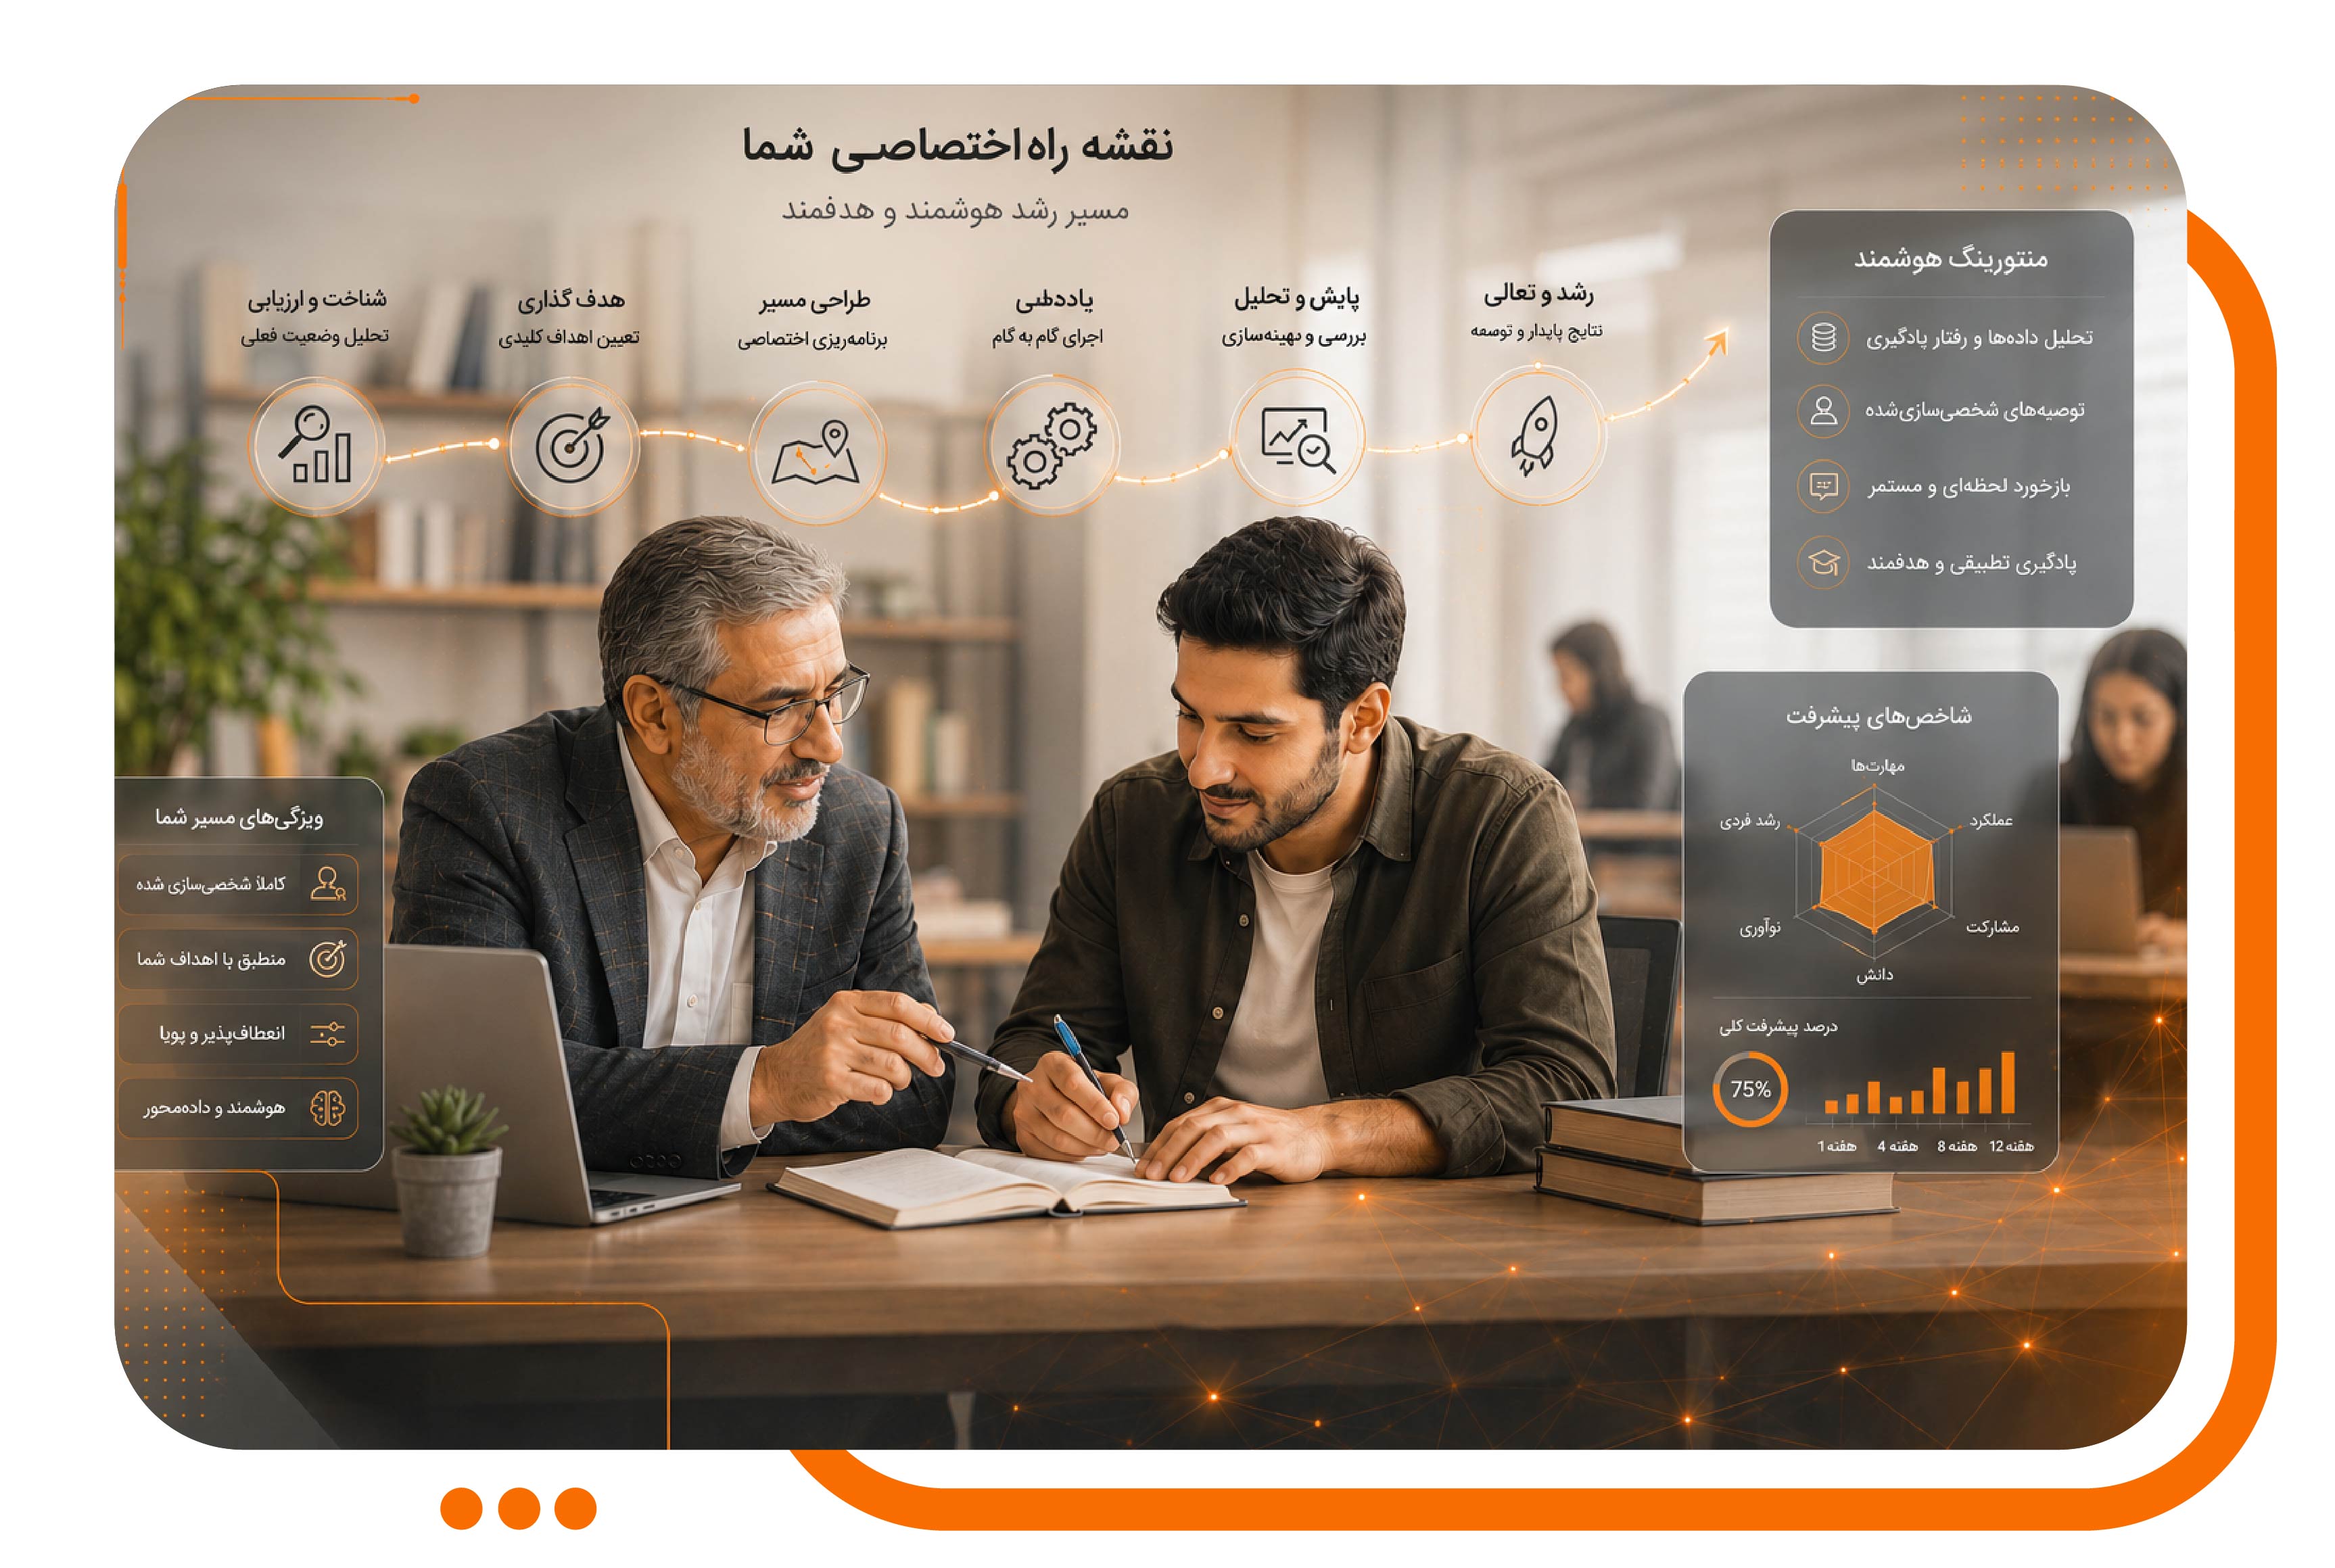 نقشه راه اختصاصی شما
مسیر رشد هوشمند و هدفمند
شناخت و ارزیابی
تحلیل وضعیت فعلی
هدف گذاری
تعیین اهداف کلیدی
طراحی مسیر
برنامه‌ریزی اختصاصی
اجرای گام به گام
پایش و تحلیل
بررسی و بهینه‌سازی
رشد و تعالی
نتایج پایدار و توسعه
منتورینگ هوشمند
تحلیل داده‌ها و رفتار یادگیری
توصیه‌های شخصی‌سازی‌شده
بازخورد لحظه‌ای و مستمر
یادگیری تطبیقی و هدفمند
شاخص‌های پیشرفت
مهارت‌ها
عملکرد
رشد فردی
مشارکت
نوآوری
دانش
درصد پیشرفت کلی
75%
هفته 1
هفته 4
هفته 8
هفته 12
ویژگی‌های مسیر شما
کاملاً شخصی‌سازی شده
منطبق با اهداف شما
انعطاف‌پذیر و پویا
هوشمند و داده‌محور